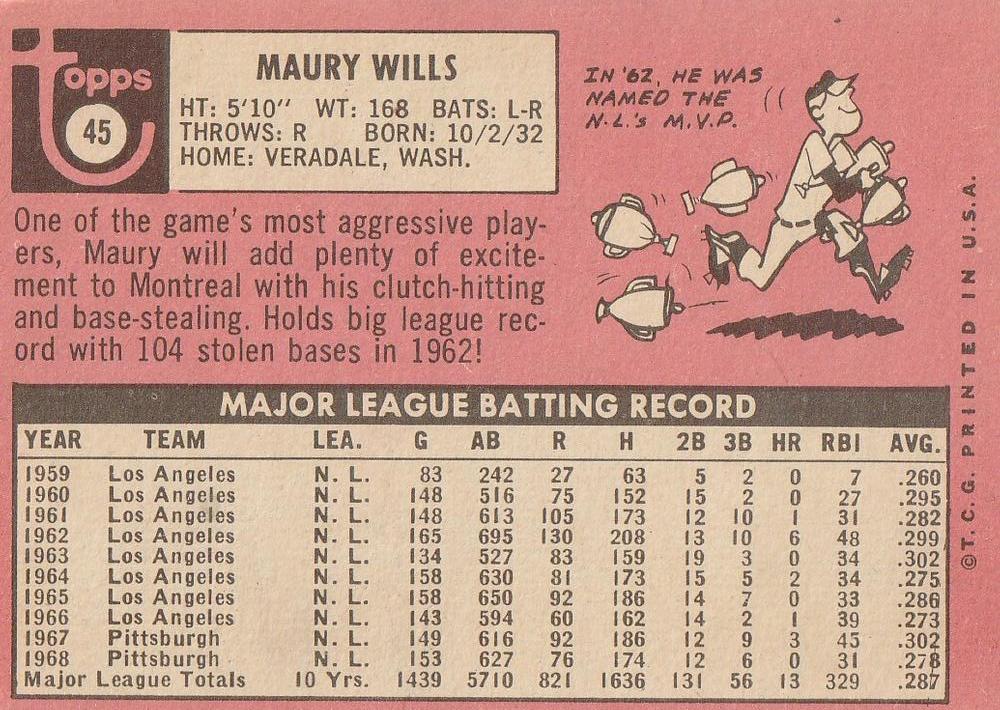 topps
45
MAURY WILLS
HT: 5'10" WT: 168 BATS: L-R
THROWS: R BORN: 10/2/32
HOME: VERADALE, WASH.
IN '62, HE WAS
NAMED THE
N.L.'s M.V.P.
One of the game's most aggressive play-
ers, Maury will add plenty of excite-
ment to Montreal with his clutch-hitting
and base-stealing. Holds big league rec-
ord with 104 stolen bases in 1962!
MAJOR LEAGUE BATTING RECORD
YEAR TEAM LEA. G AB R H 2B 3B HR RBI AVG.
1959 Los Angeles N. L. 83 242 27 63 5 2 0 7 .260
1960 Los Angeles N. L. 148 516 75 152 15 2 0 27 .295
1961 Los Angeles N. L. 148 613 105 173 12 10 1 31 .282
1962 Los Angeles N. L. 165 695 130 208 13 10 6 48 .299
1963 Los Angeles N. L. 134 527 83 159 19 3 0 34 .302
1964 Los Angeles N. L. 158 630 81 173 15 5 2 34 .275
1965 Los Angeles N. L. 158 650 92 186 14 7 0 33 .286
1966 Los Angeles N. L. 143 594 60 162 14 2 1 39 .273
1967 Pittsburgh N. L. 149 616 92 186 12 9 3 45 .302
1968 Pittsburgh N. L. 153 627 76 174 12 6 0 31 .278
Major League Totals 10 Yrs. 1439 5710 821 1636 131 56 13 329 .287
©T. C. G. PRINTED IN U.S.A.